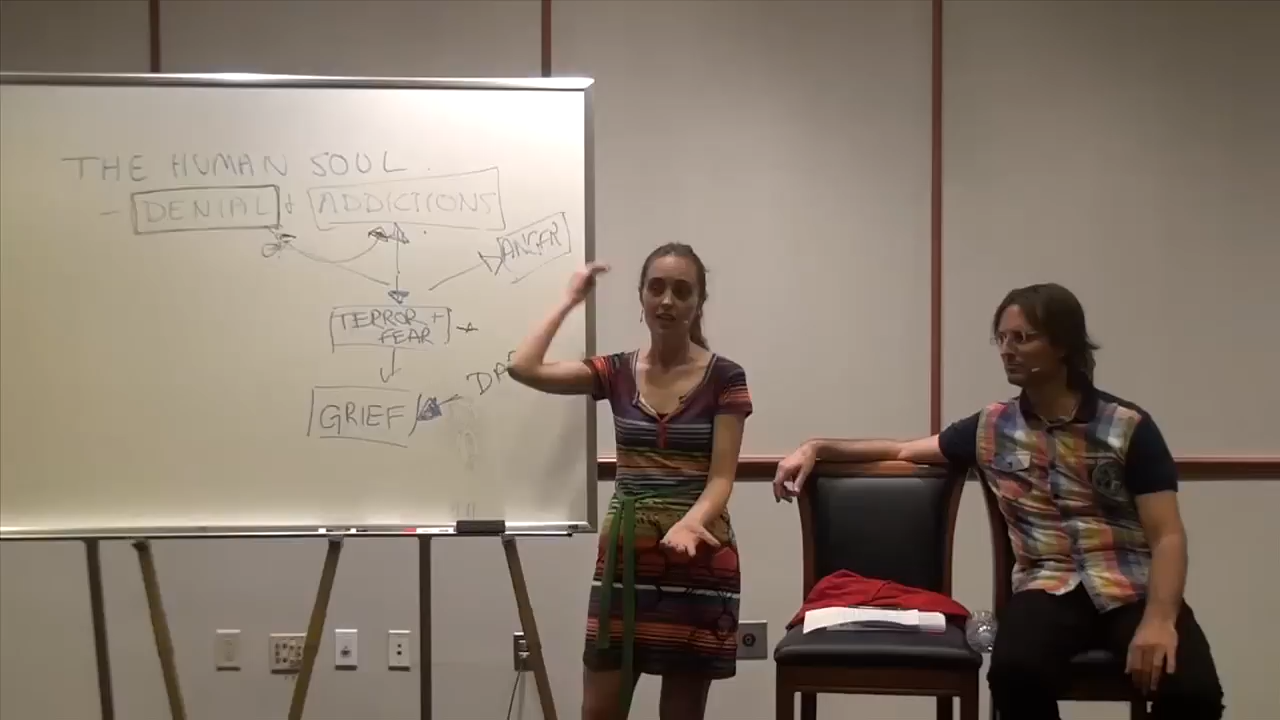 THE HUMAN SOUL.
- DENIAL & ADDICTIONS
ANGER
TERROR +
FEAR
GRIEF